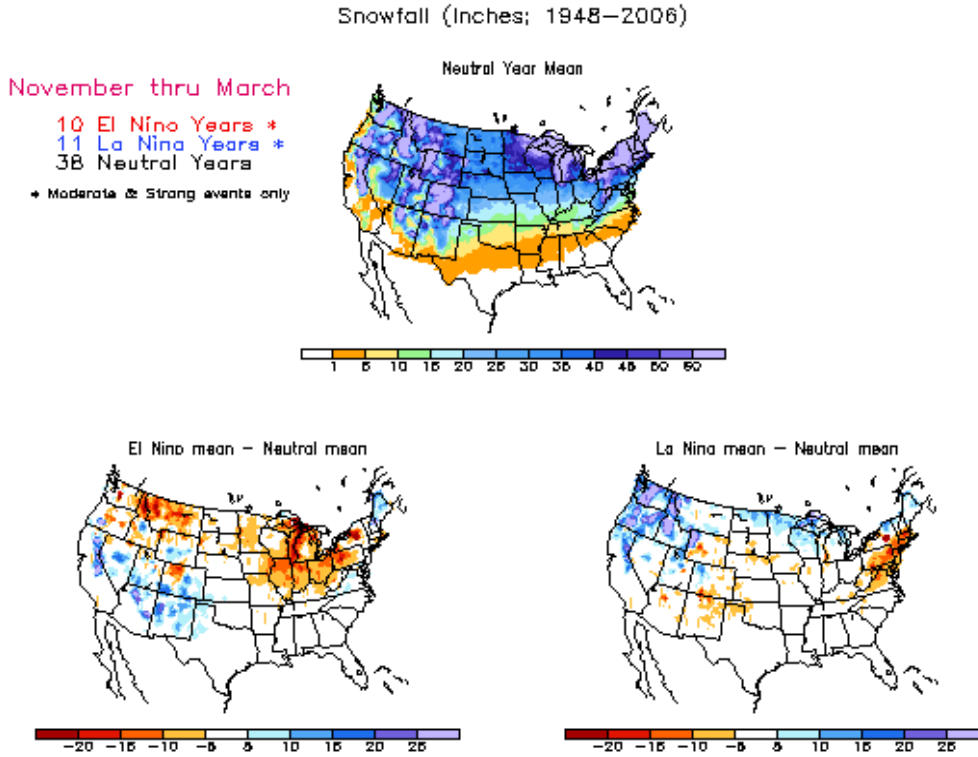 Snowfall (Inches; 1948–2006)
Neutral Year Mean
November thru March
10 El Nino Years *
11 La Nina Years *
38 Neutral Years
* Moderate & Strong events only
1 5 10 15 20 25 30 35 40 45 50 60
El Nino mean – Neutral mean
La Nina mean – Neutral mean
−20 −15 −10 −5 5 10 15 20 25
−20 −15 −10 −5 5 10 15 20 25